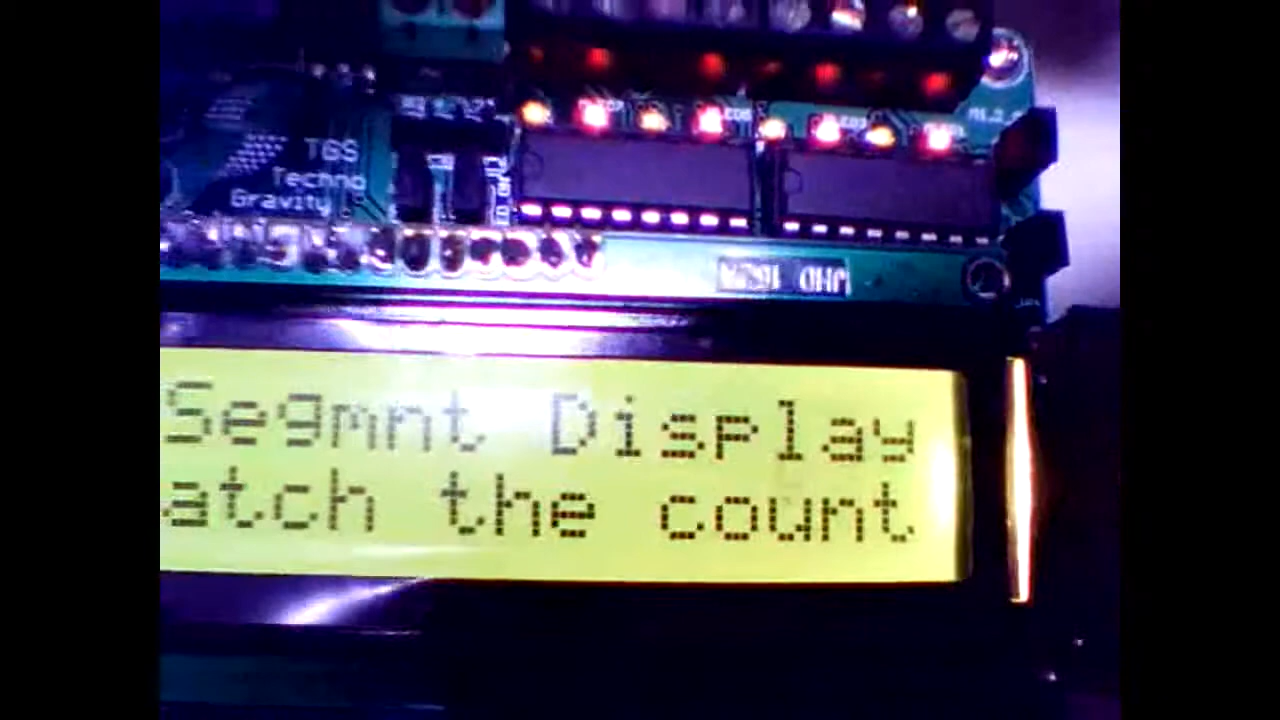 TGS
Techno
Gravity
Segmnt Display
atch the count